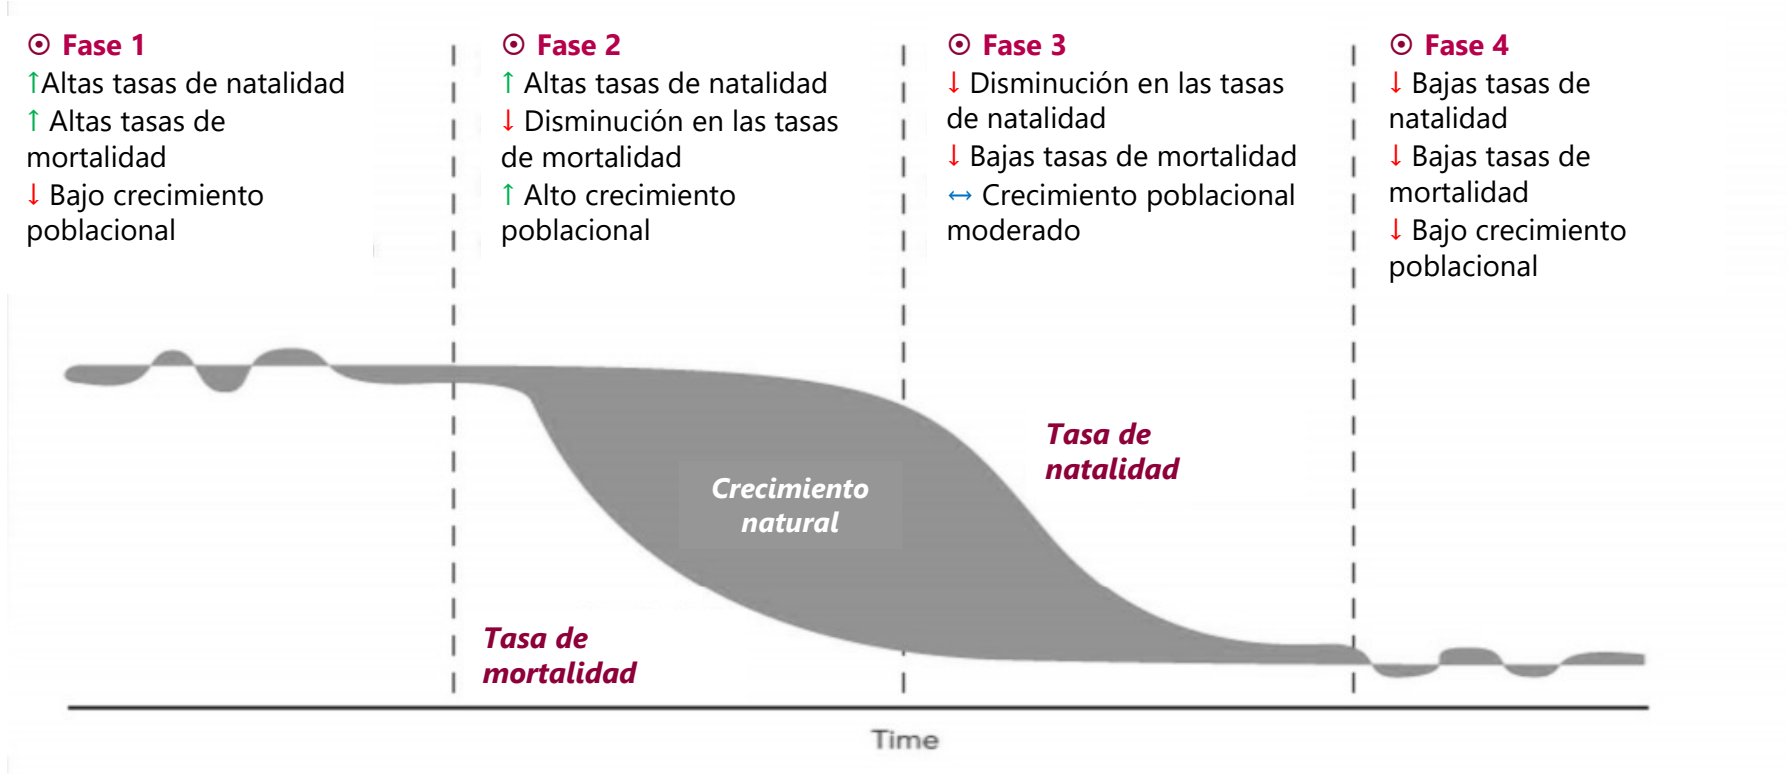 ⊙ Fase 1
↑Altas tasas de natalidad
↑ Altas tasas de
mortalidad
↓ Bajo crecimiento
poblacional
⊙ Fase 2
↑ Altas tasas de natalidad
↓ Disminución en las tasas
de mortalidad
↑ Alto crecimiento
poblacional
⊙ Fase 3
↓ Disminución en las tasas
de natalidad
↓ Bajas tasas de mortalidad
↔ Crecimiento poblacional
moderado
⊙ Fase 4
↓ Bajas tasas de
natalidad
↓ Bajas tasas de
mortalidad
↓ Bajo crecimiento
poblacional
Tasa de
natalidad
Crecimiento
natural
Tasa de
mortalidad
Time